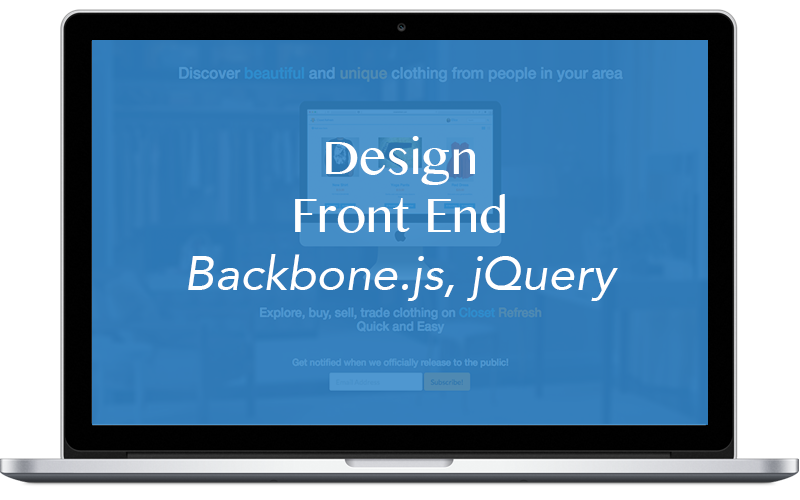 Discover beautiful and unique clothing from people in your area
Design
Front End
Backbone.js, jQuery
Explore, buy, sell, trade clothing on Closet Refresh
Quick and Easy
Get notified when we officially release to the public!
Subscribe!